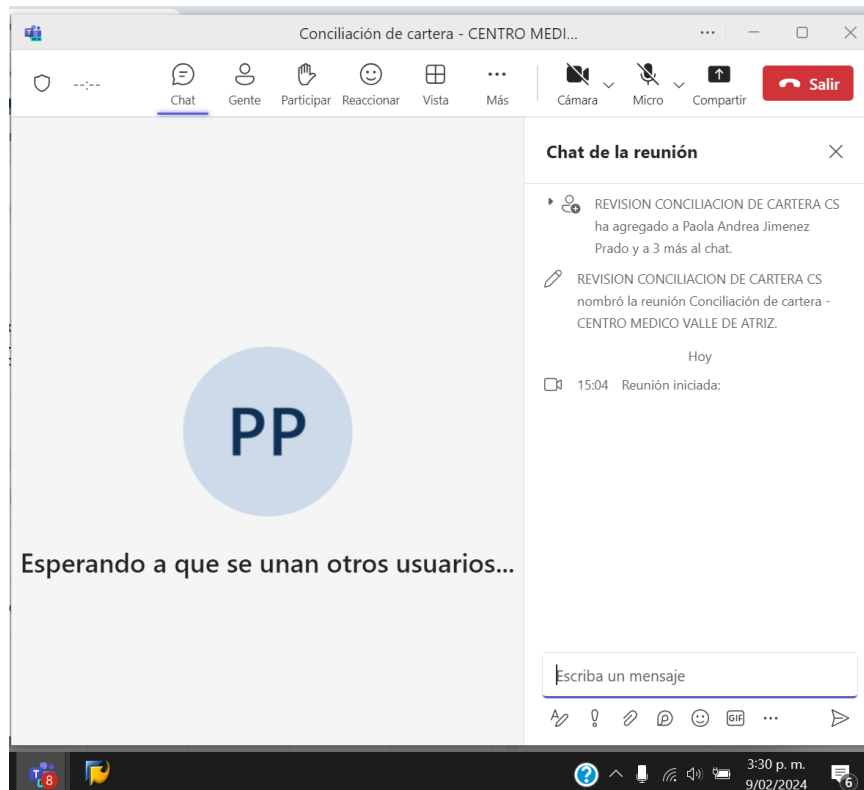 Conciliación de cartera - CENTRO MEDI...
--:--
Chat
Gente
Participar
Reaccionar
Vista
Más
Cámara
Micro
Compartir
Salir
PP
Esperando a que se unan otros usuarios...
Chat de la reunión
REVISION CONCILIACION DE CARTERA CS
ha agregado a Paola Andrea Jimenez
Prado y a 3 más al chat.
REVISION CONCILIACION DE CARTERA CS
nombró la reunión Conciliación de cartera -
CENTRO MEDICO VALLE DE ATRIZ.
Hoy
15:04 Reunión iniciada:
Escriba un mensaje
GIF
8
3:30 p. m.
9/02/2024
6